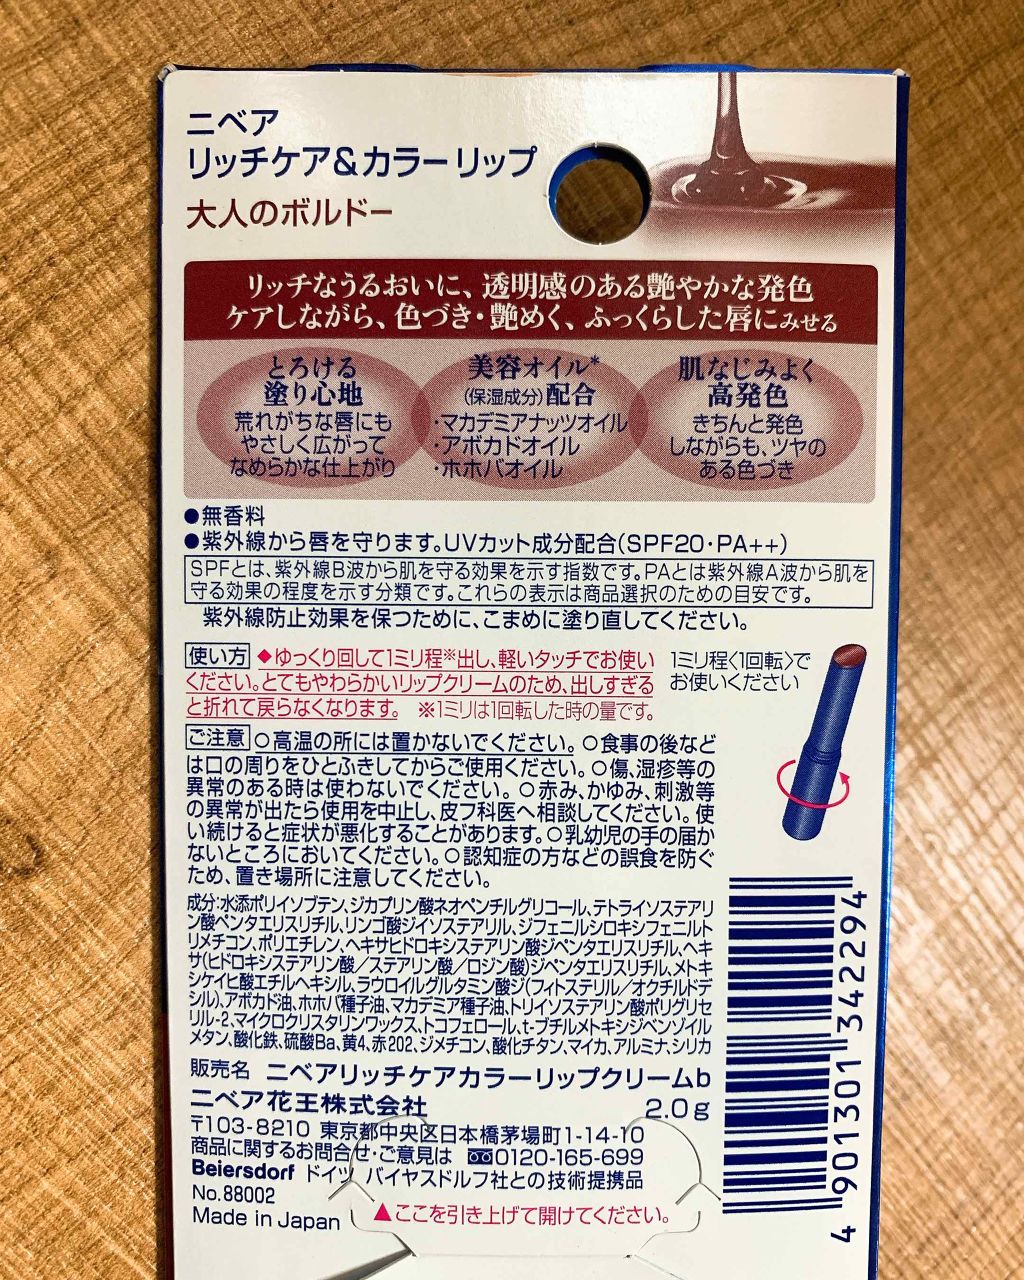 ニベア
リッチケア&カラーリップ
大人のボルドー
リッチなうるおいに、透明感のある艶やかな発色
ケアしながら、色づき・艶めく、ふっくらした唇にみせる
とろける
塗り心地
荒れがちな唇にも
やさしく広がって
なめらかな仕上がり
美容オイル*
(保湿成分)配合
・マカデミアナッツオイル
・アボカドオイル
・ホホバオイル
肌なじみよく
高発色
きちんと発色
しながらも、ツヤの
ある色づき
●無香料
●紫外線から唇を守ります。UVカット成分配合(SPF20・PA++)
SPFとは、紫外線B波から肌を守る効果を示す指数です。PAとは紫外線A波から肌を
守る効果の程度を示す分類です。これらの表示は商品選択のための目安です。
紫外線防止効果を保つために、こまめに塗り直してください。
使い方 ◆ゆっくり回して1ミリ程※出し、軽いタッチでお使い
ください。とてもやわらかいリップクリームのため、出しすぎる
と折れて戻らなくなります。 ※1ミリは1回転した時の量です。
1ミリ程〈1回転〉で
お使いください
ご注意 ○高温の所には置かないでください。○食事の後など
は口の周りをひとふきしてからご使用ください。○傷、湿疹等の
異常のある時は使わないでください。○赤み、かゆみ、刺激等
の異常が出たら使用を中止し、皮フ科医へ相談してください。使
い続けると症状が悪化することがあります。○乳幼児の手の届か
ないところにおいてください。○認知症の方などの誤食を防ぐ
ため、置き場所に注意してください。
成分:水添ポリイソブテン、ジカプリン酸ネオペンチルグリコール、テトライソステアリ
ン酸ペンタエリスリチル、リンゴ酸ジイソステアリル、ジフェニルシロキシフェニルト
リメチコン、ポリエチレン、ヘキサヒドロキシステアリン酸ジペンタエリスリチル、ヘキ
サ(ヒドロキシステアリン酸/ステアリン酸/ロジン酸)ジペンタエリスリチル、メトキ
シケイヒ酸エチルヘキシル、ラウロイルグルタミン酸ジ(フィトステリル/オクチルドデ
シル)、アボカド油、ホホバ種子油、マカデミア種子油、トリイソステアリン酸ポリグリセ
リル-2、マイクロクリスタリンワックス、トコフェロール、t-ブチルメトキシジベンゾイル
メタン、酸化鉄、硫酸Ba、黄4、赤202、ジメチコン、酸化チタン、マイカ、アルミナ、シリカ
販売名 ニベアリッチケアカラーリップクリームb
ニベア花王株式会社 2.0g
〒103-8210 東京都中央区日本橋茅場町1-14-10
商品に関するお問合せ・ご意見は 0120-165-699
Beiersdorf ドイツ バイヤスドルフ社との技術提携品
No.88002
Made in Japan
▲ここを引き上げて開けてください。
4 901301 342294